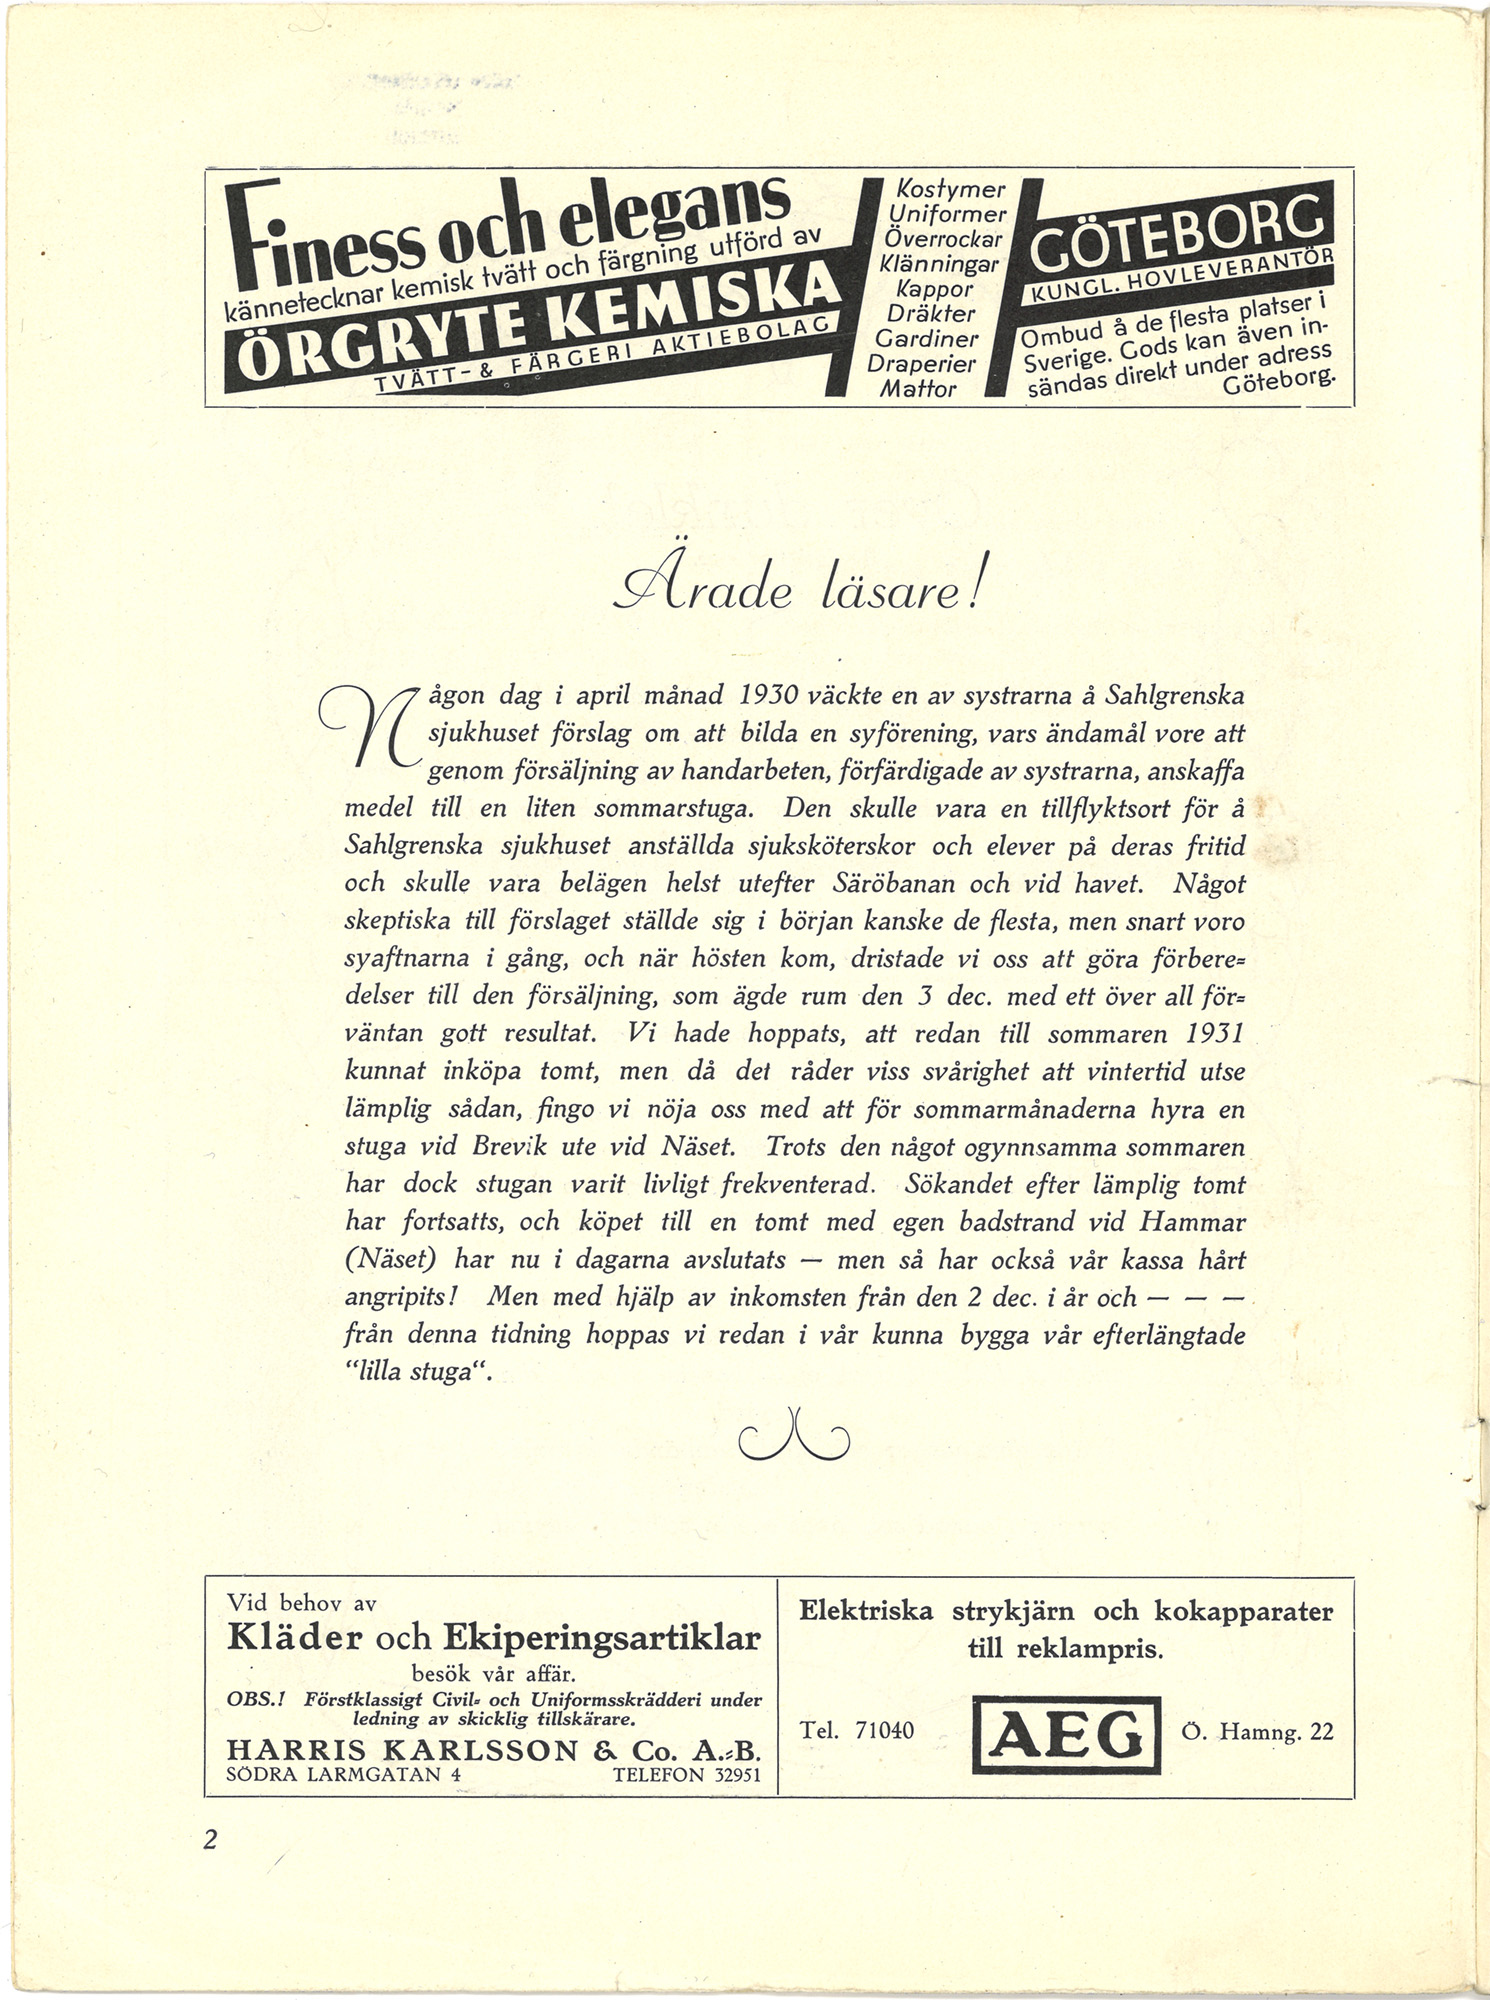 Finess och elegans
kännetecknar kemisk tvätt och färgning utförd av
ÖRGRYTE KEMISKA
TVÄTT- & FÄRGERI AKTIEBOLAG
Kostymer
Uniformer
Överrockar
Klänningar
Kappor
Dräkter
Gardiner
Draperier
Mattor
GÖTEBORG
KUNGL. HOVLEVERANTÖR
Ombud å de flesta platser i
Sverige. Gods kan även in-
sändas direkt under adress
Göteborg.
Ärade läsare!
Någon dag i april månad 1930 väckte en av systrarna å Sahlgrenska
sjukhuset förslag om att bilda en syförening, vars ändamål vore att
genom försäljning av handarbeten, förfärdigade av systrarna, anskaffa
medel till en liten sommarstuga. Den skulle vara en tillflyktsort för å
Sahlgrenska sjukhuset anställda sjuksköterskor och elever på deras fritid
och skulle vara belägen helst utefter Säröbanan och vid havet. Något
skeptiska till förslaget ställde sig i början kanske de flesta, men snart voro
syaftnarna i gång, och när hösten kom, dristade vi oss att göra förbere=
delser till den försäljning, som ägde rum den 3 dec. med ett över all för=
väntan gott resultat. Vi hade hoppats, att redan till sommaren 1931
kunnat inköpa tomt, men då det råder viss svårighet att vintertid utse
lämplig sådan, fingo vi nöja oss med att för sommarmånaderna hyra en
stuga vid Brevik ute vid Näset. Trots den något ogynnsamma sommaren
har dock stugan varit livligt frekventerad. Sökandet efter lämplig tomt
har fortsatts, och köpet till en tomt med egen badstrand vid Hammar
(Näset) har nu i dagarna avslutats — men så har också vår kassa hårt
angripits! Men med hjälp av inkomsten från den 2 dec. i år och — — —
från denna tidning hoppas vi redan i vår kunna bygga vår efterlängtade
“lilla stuga“.
Vid behov av
Kläder och Ekiperingsartiklar
besök vår affär.
OBS.! Förstklassigt Civil= och Uniformsskrädderi under
ledning av skicklig tillskärare.
HARRIS KARLSSON & Co. A.=B.
SÖDRA LARMGATAN 4 TELEFON 32951
Elektriska strykjärn och kokapparater
till reklampris.
Tel. 71040 AEG Ö. Hamng. 22
2